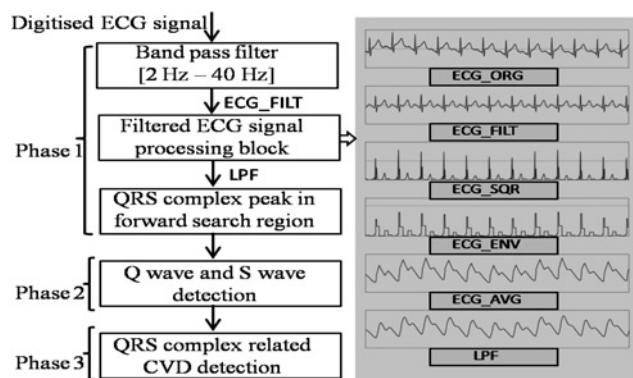 Digitised ECG signal
Phase 1
Band pass filter
[2 Hz – 40 Hz]
ECG_FILT
Filtered ECG signal
processing block
LPF
QRS complex peak in
forward search region
Phase 2
Q wave and S wave
detection
Phase 3
QRS complex related
CVD detection
ECG_ORG
ECG_FILT
ECG_SQR
ECG_ENV
ECG_AVG
LPF